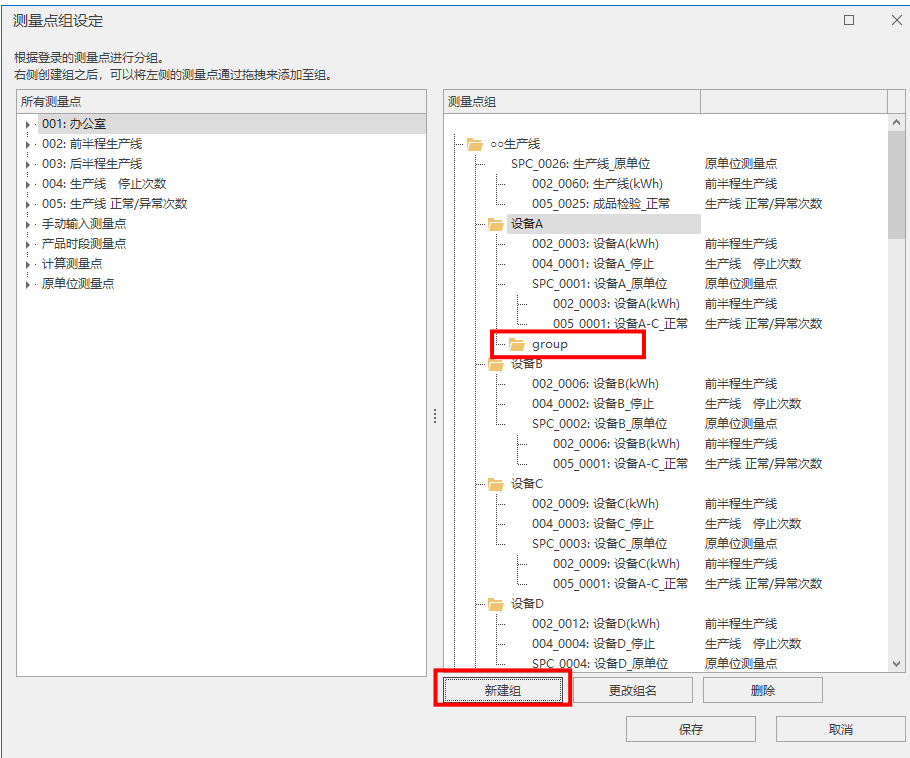 测量点组设定
根据登录的测量点进行分组。
右侧创建组之后，可以将左侧的测量点通过拖拽来添加至组。
所有测量点
001: 办公室
002: 前半程生产线
003: 后半程生产线
004: 生产线　停止次数
005: 生产线 正常/异常次数
手动输入测量点
产品时段测量点
计算测量点
原单位测量点
测量点组
○○生产线
SPC_0026: 生产线_原单位 原单位测量点
002_0060: 生产线(kWh) 前半程生产线
005_0025: 成品检验_正常 生产线 正常/异常次数
设备A
002_0003: 设备A(kWh) 前半程生产线
004_0001: 设备A_停止 生产线　停止次数
SPC_0001: 设备A_原单位 原单位测量点
002_0003: 设备A(kWh) 前半程生产线
005_0001: 设备A-C_正常 生产线 正常/异常次数
group
设备B
002_0006: 设备B(kWh) 前半程生产线
004_0002: 设备B_停止 生产线　停止次数
SPC_0002: 设备B_原单位 原单位测量点
002_0006: 设备B(kWh) 前半程生产线
005_0001: 设备A-C_正常 生产线 正常/异常次数
设备C
002_0009: 设备C(kWh) 前半程生产线
004_0003: 设备C_停止 生产线　停止次数
SPC_0003: 设备C_原单位 原单位测量点
002_0009: 设备C(kWh) 前半程生产线
005_0001: 设备A-C_正常 生产线 正常/异常次数
设备D
002_0012: 设备D(kWh) 前半程生产线
004_0004: 设备D_停止 生产线　停止次数
SPC_0004: 设备D_原单位 原单位测量点
新建组 更改组名 删除
保存 取消